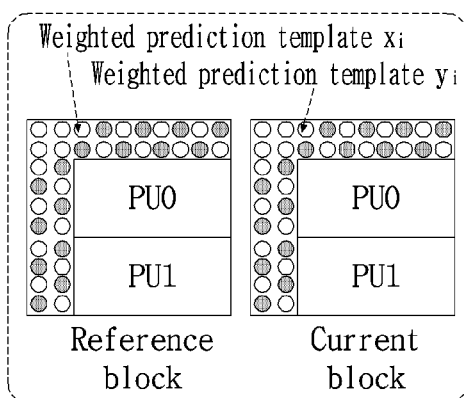 Weighted prediction template xi
Weighted prediction template yi
PU0 PU0
PU1 PU1
Reference Current
block block